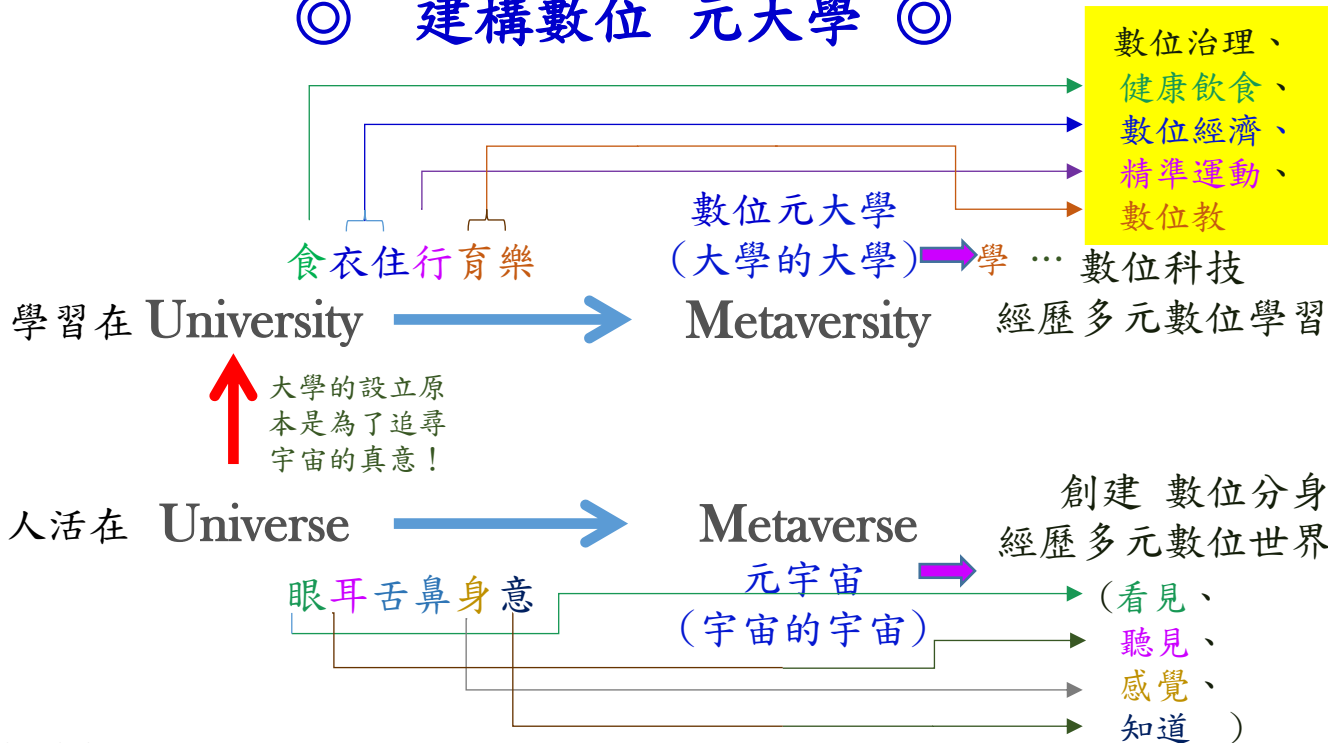 ◎ 建構數位 元大學 ◎
數位治理、
健康飲食、
數位經濟、
精準運動、
數位教
食衣住行育樂
數位元大學
(大學的大學)
學 … 數位科技
學習在 University
Metaversity
經歷多元數位學習
大學的設立原
本是為了追尋
宇宙的真意!
人活在 Universe
Metaverse
創建 數位分身
經歷多元數位世界
眼耳舌鼻身意
元宇宙
(宇宙的宇宙)
(看見、
聽見、
感覺、
知道 )